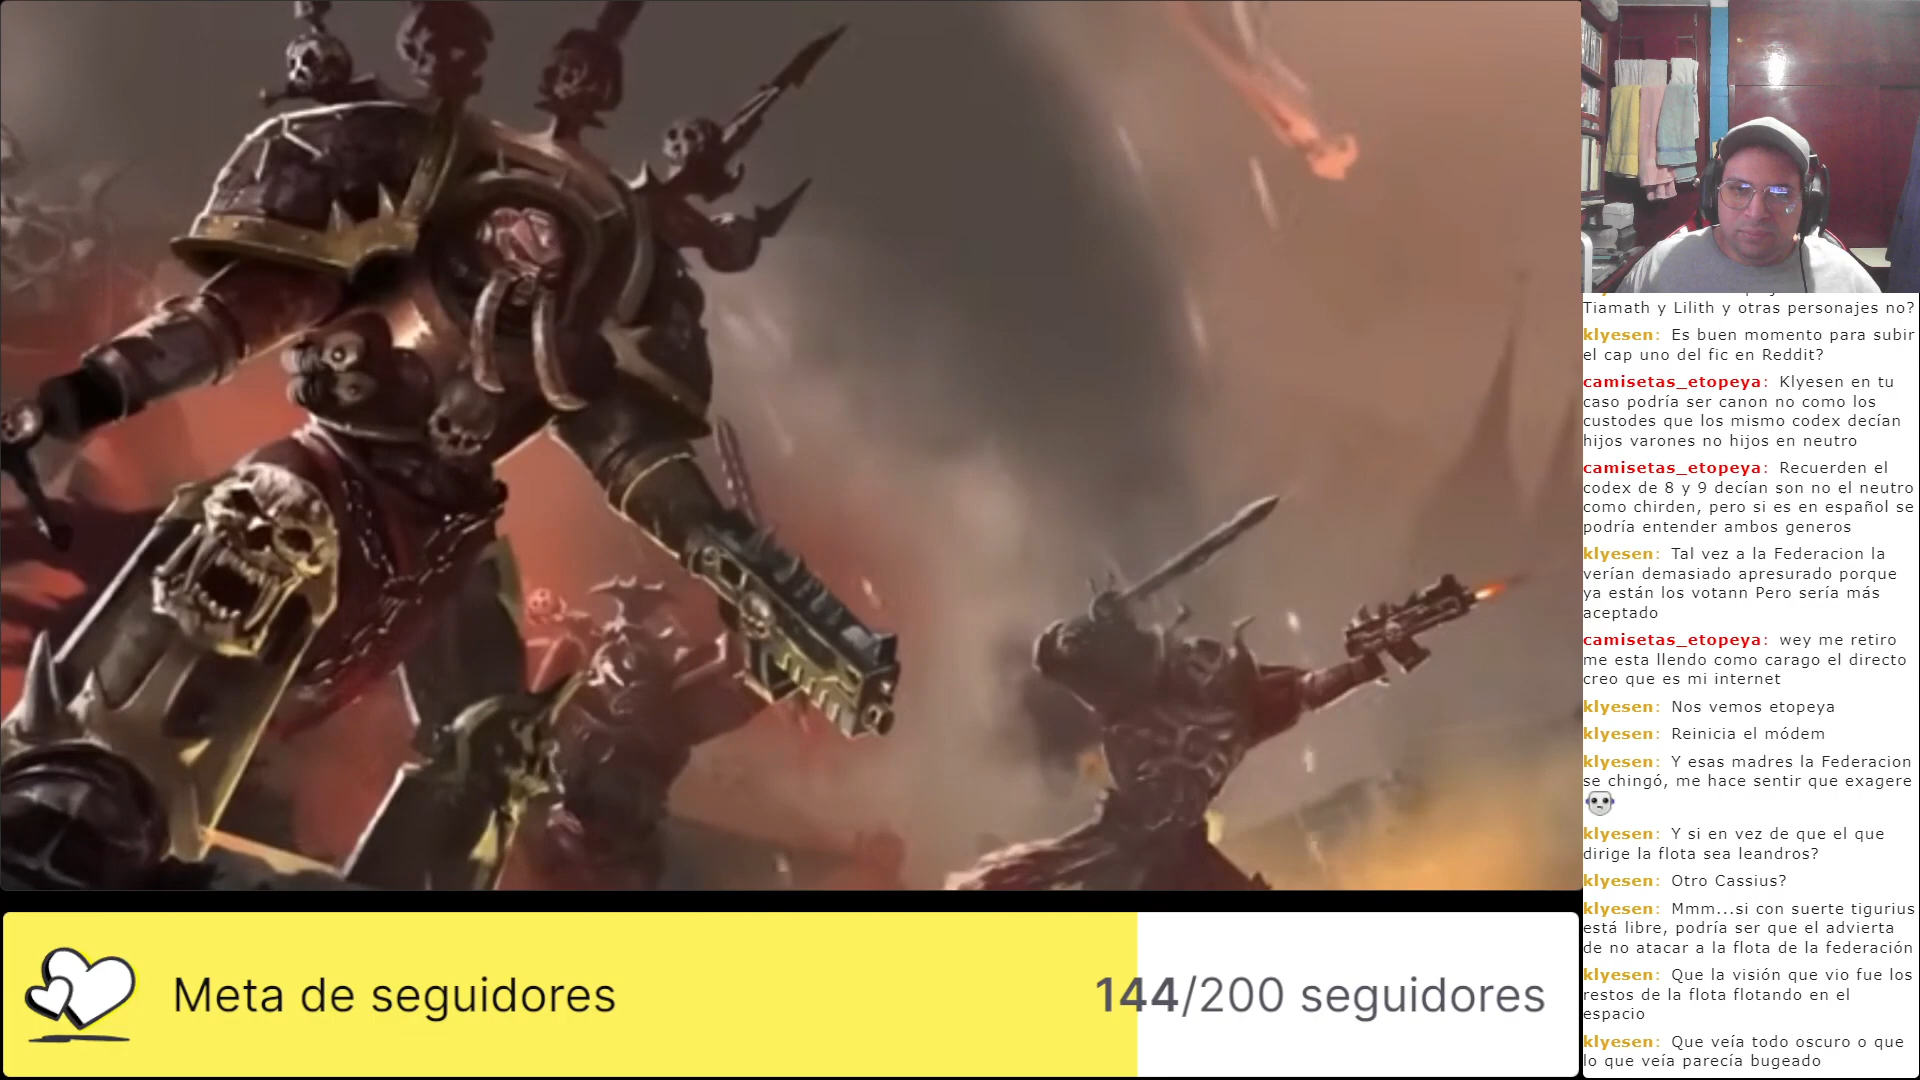 Tiamath y Lilith y otras personajes no?
klyesen: Es buen momento para subir
el cap uno del fic en Reddit?
camisetas_etopeya: Klyesen en tu
caso podría ser canon no como los
custodes que los mismo codex decían
hijos varones no hijos en neutro
camisetas_etopeya: Recuerden el
codex de 8 y 9 decían son no el neutro
como chirden, pero si es en español se
podría entender ambos generos
klyesen: Tal vez a la Federacion la
verían demasiado apresurado porque
ya están los votann Pero sería más
aceptado
camisetas_etopeya: wey me retiro
me esta llendo como carago el directo
creo que es mi internet
klyesen: Nos vemos etopeya
klyesen: Reinicia el módem
klyesen: Y esas madres la Federacion
se chingó, me hace sentir que exagere
klyesen: Y si en vez de que el que
dirige la flota sea leandros?
klyesen: Otro Cassius?
klyesen: Mmm...si con suerte tigurius
está libre, podría ser que el advierta
de no atacar a la flota de la federación
klyesen: Que la visión que vio fue los
restos de la flota flotando en el
espacio
klyesen: Que veía todo oscuro o que
lo que veía parecía bugeado
Meta de seguidores
144/200 seguidores